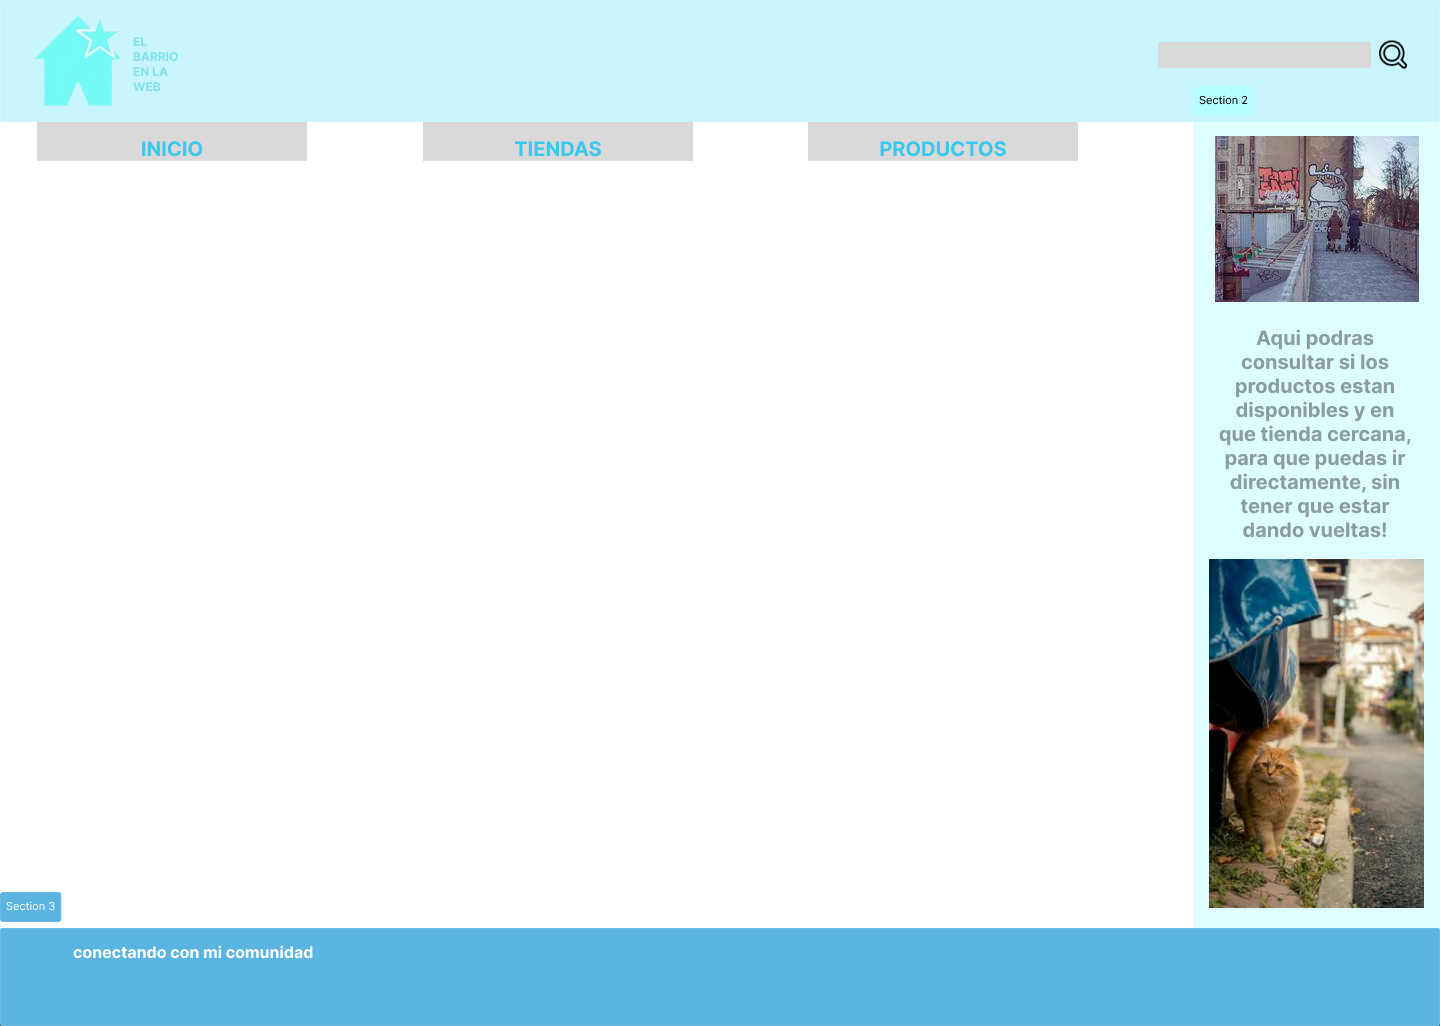 EL
BARRIO
EN LA
WEB
Section 2
INICIO
TIENDAS
PRODUCTOS
Aqui podras
consultar si los
productos estan
disponibles y en
que tienda cercana,
para que puedas ir
directamente, sin
tener que estar
dando vueltas!
Section 3
conectando con mi comunidad